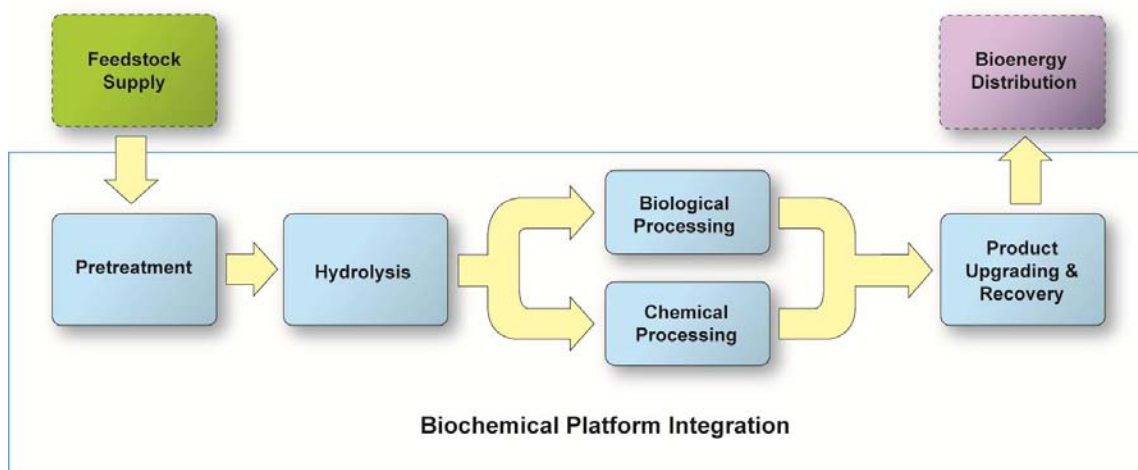 Feedstock
Supply
Bioenergy
Distribution
Pretreatment
Hydrolysis
Biological
Processing
Chemical
Processing
Product
Upgrading &
Recovery
Biochemical Platform Integration